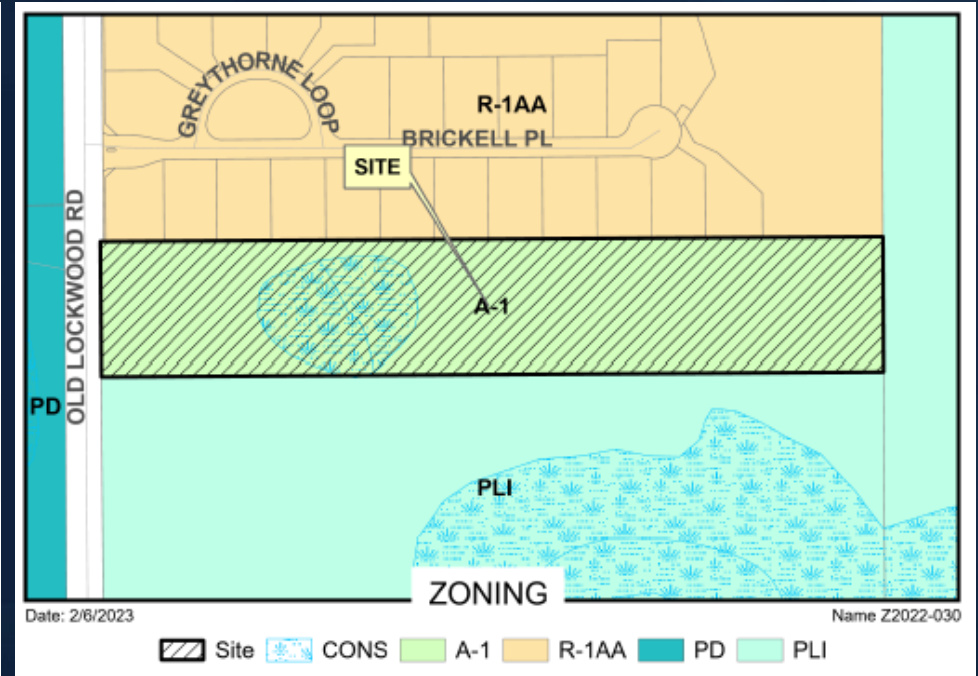 GREYTHORNE LOOP
R-1AA
BRICKELL PL
SITE
OLD LOCKWOOD RD
A-1
PD
PLI
ZONING
Date: 2/6/2023 Name Z2022-030
Site CONS A-1 R-1AA PD PLI